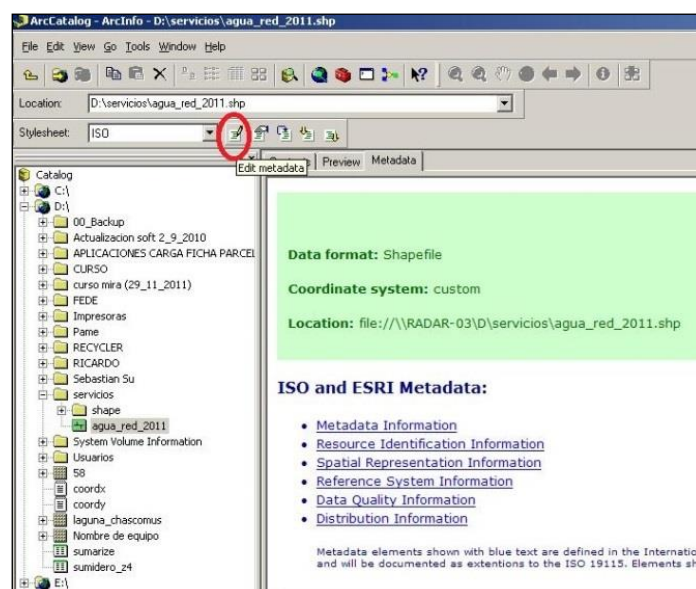 ArcCatalog - ArcInfo - D:\servicios\agua_red_2011.shp
File Edit View Go Tools Window Help
Location: D:\servicios\agua_red_2011.shp
Stylesheet: ISO
Edit metadata
Preview Metadata
Catalog
C:\
D:\
00_Backup
Actualizacion soft 2_9_2010
APLICACIONES CARGA FICHA PARCEL
CURSO
curso mira (29_11_2011)
FEDE
Impresoras
Pame
RECYCLER
RICARDO
Sebastian Su
servicios
shape
agua_red_2011
System Volume Information
Usuarios
58
coordx
coordy
laguna_chascomus
Nombre de equipo
sumarize
sumidero_z4
E:\
Data format: Shapefile
Coordinate system: custom
Location: file://\\RADAR-03\D\servicios\agua_red_2011.shp
ISO and ESRI Metadata:
• Metadata Information
• Resource Identification Information
• Spatial Representation Information
• Reference System Information
• Data Quality Information
• Distribution Information
Metadata elements shown with blue text are defined in the Internatio
and will be documented as extentions to the ISO 19115. Elements sh